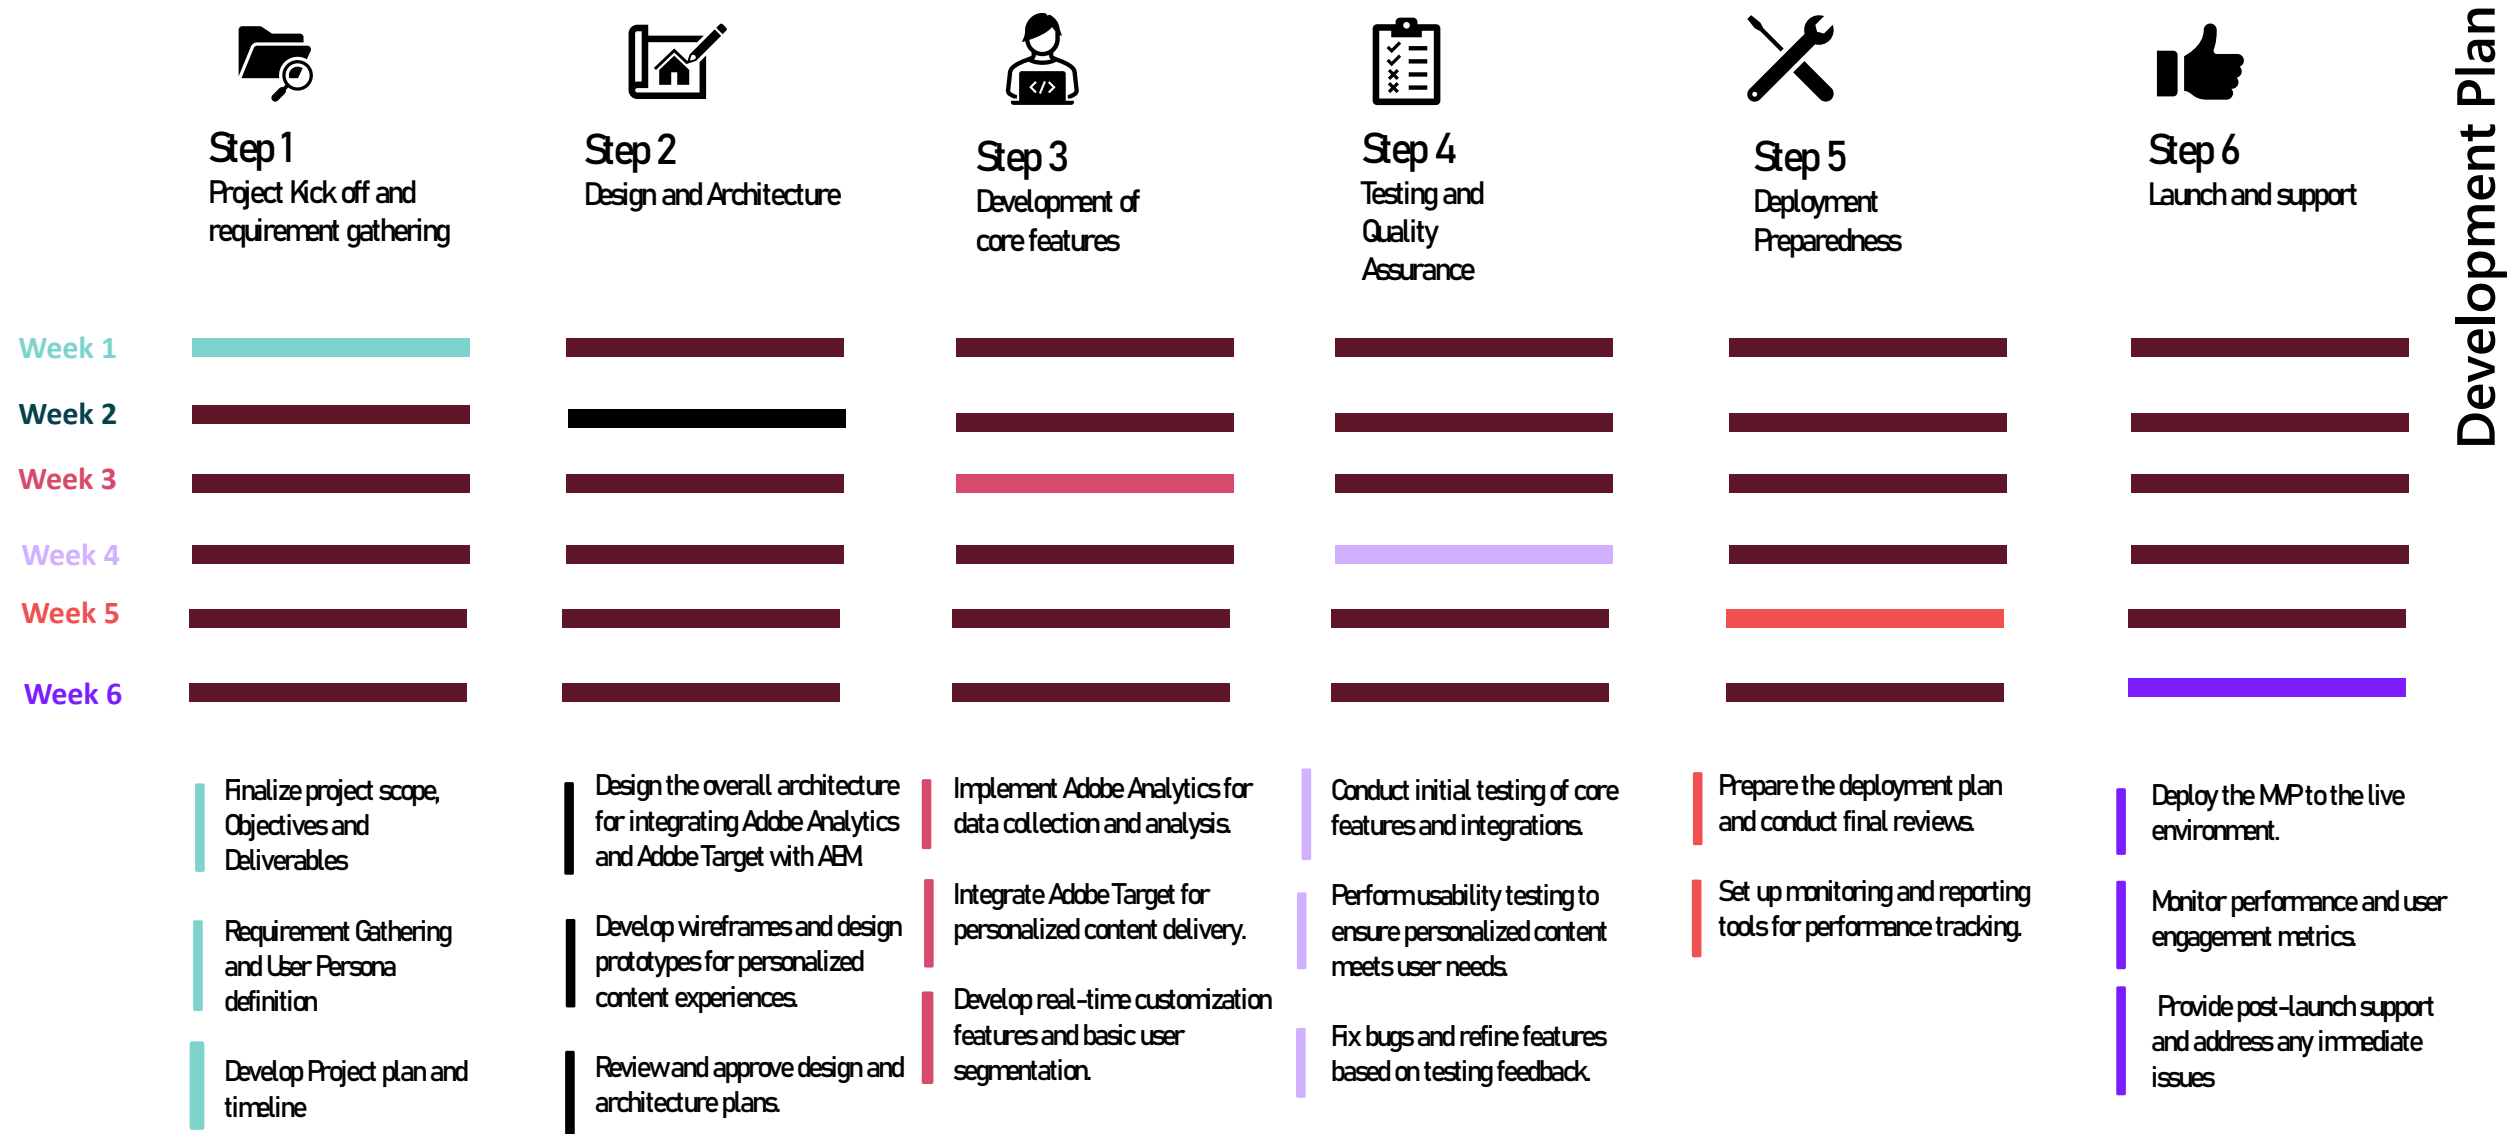 Development Plan
Step 1
Project Kick off and
requirement gathering
Step 2
Design and Architecture
Step 3
Development of
core features
Step 4
Testing and
Quality
Assurance
Step 5
Deployment
Preparedness
Step 6
Launch and support
Week 1
Week 2
Week 3
Week 4
Week 5
Week 6
Finalize project scope,
Objectives and
Deliverables
Requirement Gathering
and User Persona
definition
Develop Project plan and
timeline
Design the overall architecture
for integrating Adobe Analytics
and Adobe Target with AEM.
Develop wireframes and design
prototypes for personalized
content experiences.
Review and approve design and
architecture plans.
Implement Adobe Analytics for
data collection and analysis.
Integrate Adobe Target for
personalized content delivery.
Develop real-time customization
features and basic user
segmentation.
Conduct initial testing of core
features and integrations.
Perform usability testing to
ensure personalized content
meets user needs.
Fix bugs and refine features
based on testing feedback.
Prepare the deployment plan
and conduct final reviews.
Set up monitoring and reporting
tools for performance tracking.
Deploy the MVP to the live
environment.
Monitor performance and user
engagement metrics.
Provide post-launch support
and address any immediate
issues